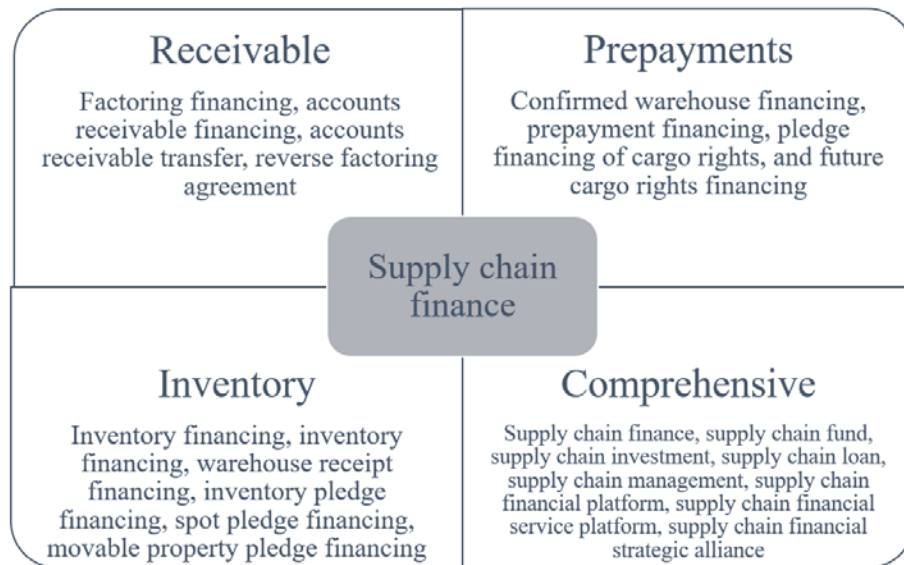 Receivable
Factoring financing, accounts
receivable financing, accounts
receivable transfer, reverse factoring
agreement
Prepayments
Confirmed warehouse financing,
prepayment financing, pledge
financing of cargo rights, and future
cargo rights financing
Supply chain
finance
Inventory
Inventory financing, inventory
financing, warehouse receipt
financing, inventory pledge
financing, spot pledge financing,
movable property pledge financing
Comprehensive
Supply chain finance, supply chain fund,
supply chain investment, supply chain loan,
supply chain management, supply chain
financial platform, supply chain financial
service platform, supply chain financial
strategic alliance